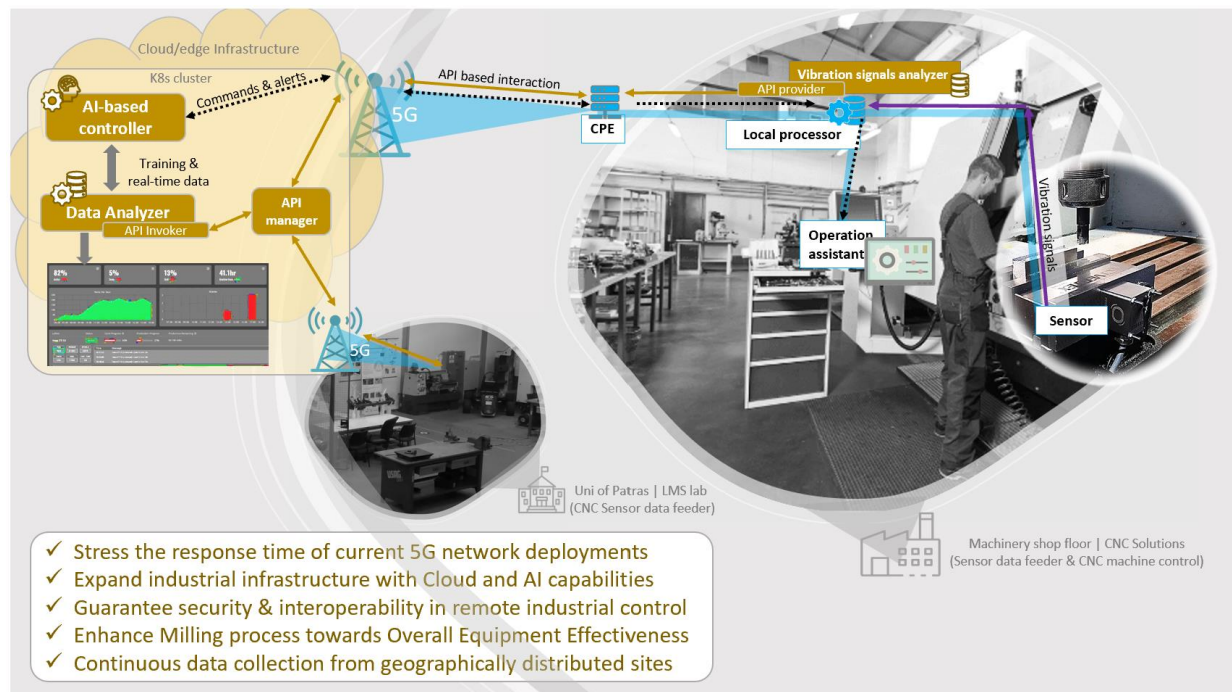 Cloud/edge Infrastructure
K8s cluster
AI-based
controller
Commands & alerts
Training &
real-time data
Data Analyzer
API Invoker
API
manager
5G
API based interaction
CPE
Vibration signals analyzer
API provider
Local processor
Operation
assistant
Vibration signals
Sensor
82%
5%
13%
41.1hr
5G
Uni of Patras | LMS lab
(CNC Sensor data feeder)
Machinery shop floor | CNC Solutions
(Sensor data feeder & CNC machine control)
✓ Stress the response time of current 5G network deployments
✓ Expand industrial infrastructure with Cloud and AI capabilities
✓ Guarantee security & interoperability in remote industrial control
✓ Enhance Milling process towards Overall Equipment Effectiveness
✓ Continuous data collection from geographically distributed sites